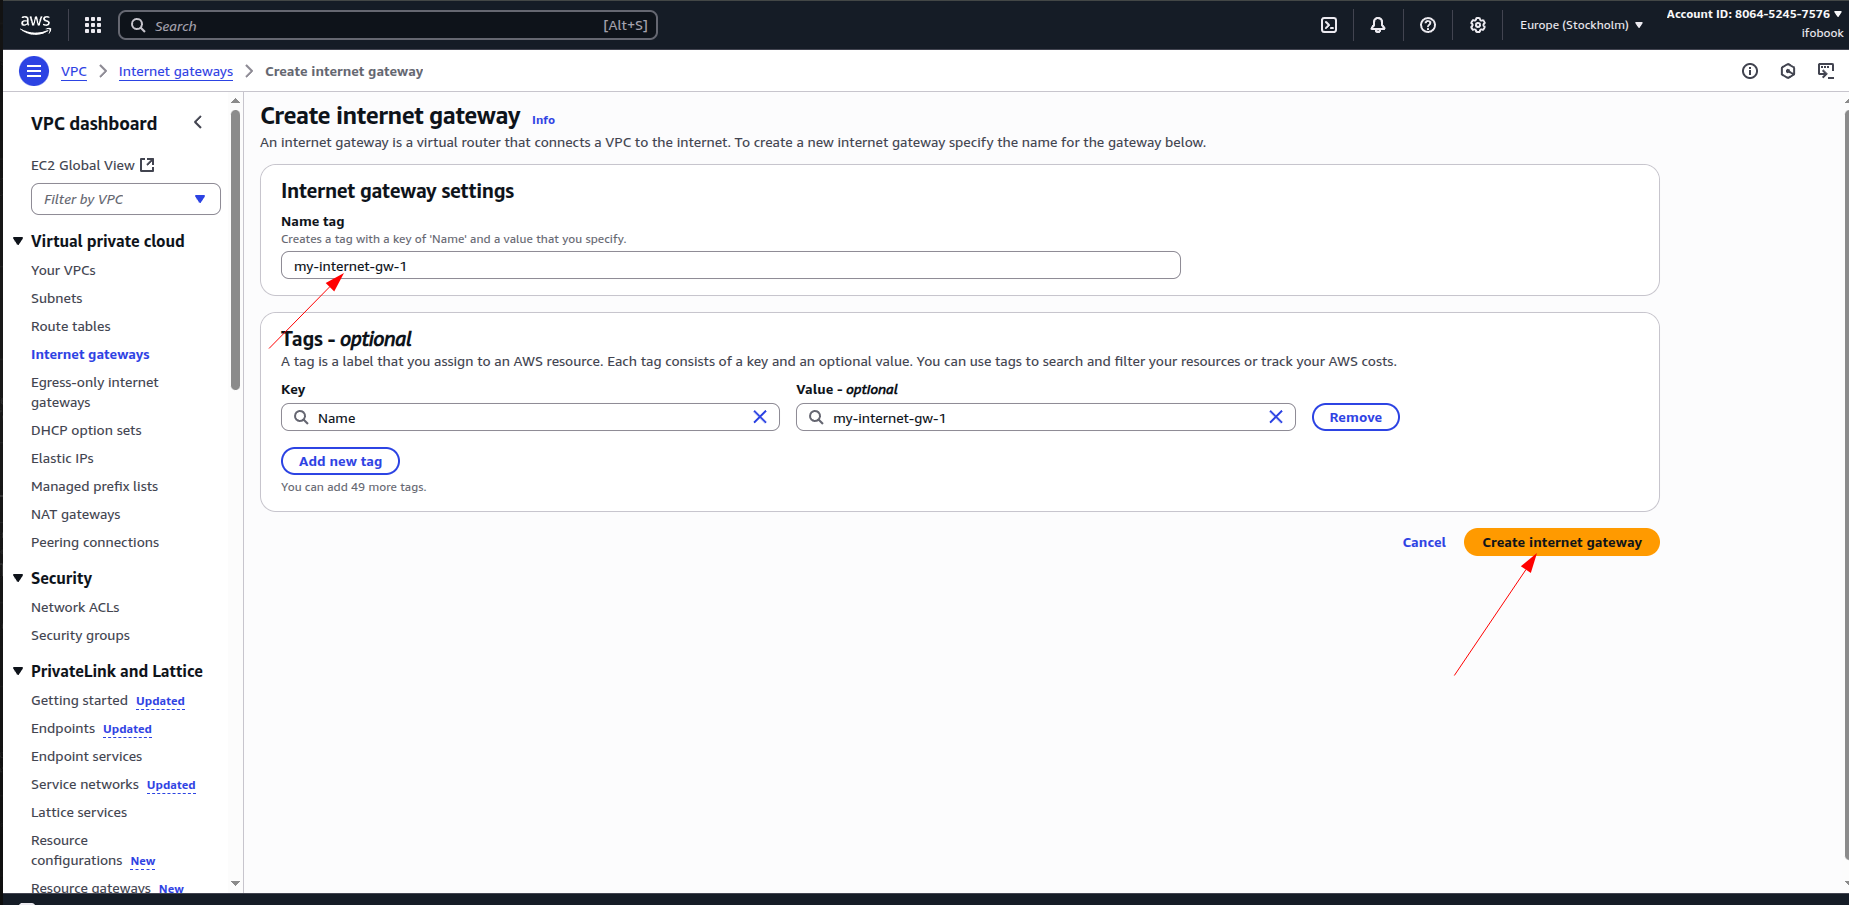 aws
Search
[Alt+S]
Europe (Stockholm)
Account ID: 8064-5245-7576
ifobook
VPC
Internet gateways
Create internet gateway
VPC dashboard
EC2 Global View
Filter by VPC
Virtual private cloud
Your VPCs
Subnets
Route tables
Internet gateways
Egress-only internet
gateways
DHCP option sets
Elastic IPs
Managed prefix lists
NAT gateways
Peering connections
Security
Network ACLs
Security groups
PrivateLink and Lattice
Getting started Updated
Endpoints Updated
Endpoint services
Service networks Updated
Lattice services
Resource
configurations New
Resource gateways New
Create internet gateway Info
An internet gateway is a virtual router that connects a VPC to the internet. To create a new internet gateway specify the name for the gateway below.
Internet gateway settings
Name tag
Creates a tag with a key of 'Name' and a value that you specify.
my-internet-gw-1
Tags - optional
A tag is a label that you assign to an AWS resource. Each tag consists of a key and an optional value. You can use tags to search and filter your resources or track your AWS costs.
Key
Value - optional
Name
my-internet-gw-1
Remove
Add new tag
You can add 49 more tags.
Cancel
Create internet gateway